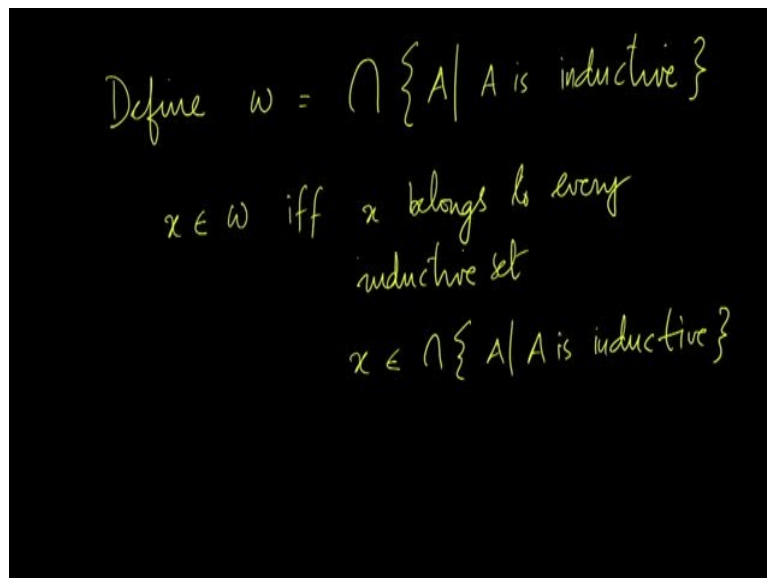 Define ω = ∩ {A| A is inductive}
x ∈ ω iff x belongs to every
inductive set
x ∈ ∩{ A| A is inductive}